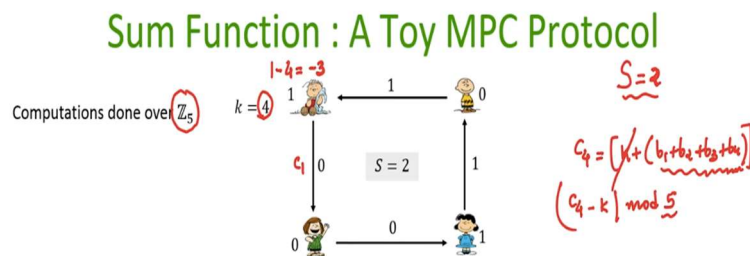 Sum Function : A Toy MPC Protocol
1-4= -3
S=2
1
1
0
Computations done over ℤ₅
k = 4
C₁
0
S = 2
1
C₄ = [k+(b₁+b₂+b₃+b₄)]
(C₄ - k) mod 5
0
0
1